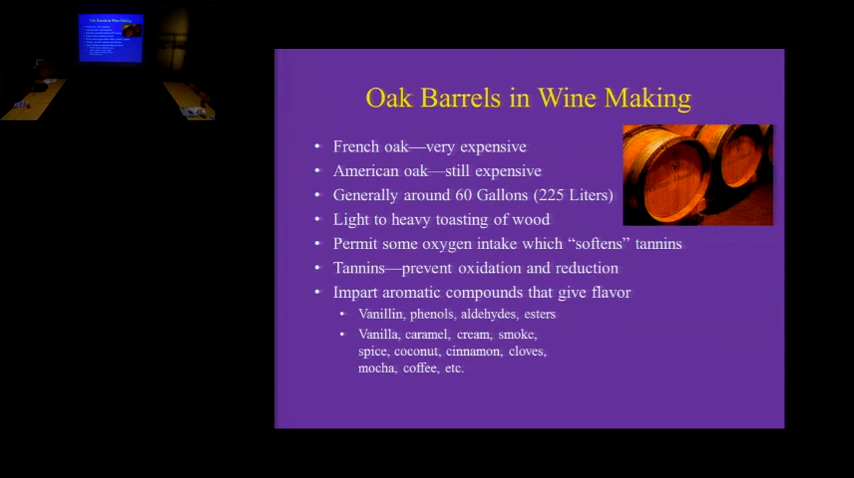 Oak Barrels in Wine Making
• French oak—very expensive
• American oak—still expensive
• Generally around 60 Gallons (225 Liters)
• Light to heavy toasting of wood
• Permit some oxygen intake which “softens” tannins
• Tannins—prevent oxidation and reduction
• Impart aromatic compounds that give flavor
• Vanillin, phenols, aldehydes, esters
• Vanilla, caramel, cream, smoke,
spice, coconut, cinnamon, cloves,
mocha, coffee, etc.